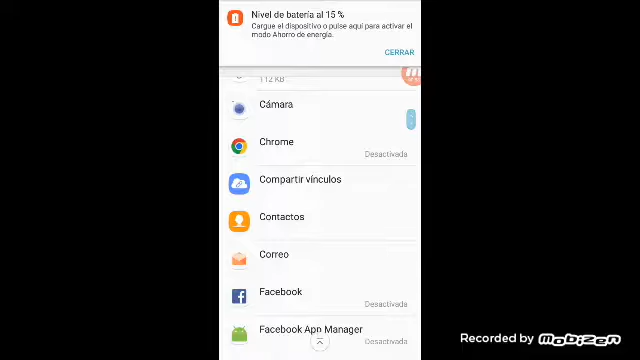 Nivel de batería al 15 %
Cargue el dispositivo o pulse aquí para activar el
modo Ahorro de energía.
CERRAR
112 KB
Cámara
Chrome
Desactivada
Compartir vínculos
Contactos
Correo
Facebook
Desactivada
Facebook App Manager
Desactivada
Recorded by Mobizen